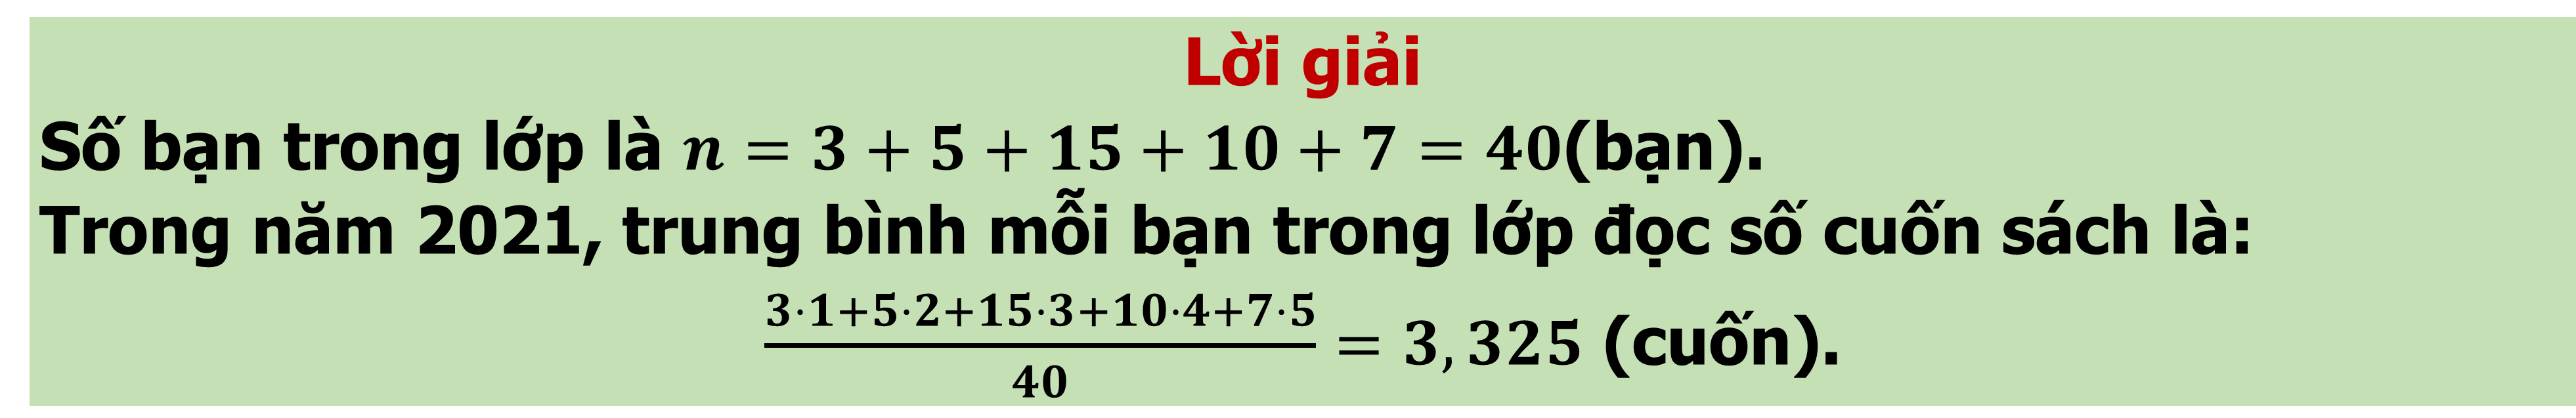 Lời giải
Số bạn trong lớp là n = 3 + 5 + 15 + 10 + 7 = 40(bạn).
Trong năm 2021, trung bình mỗi bạn trong lớp đọc số cuốn sách là:
3·1+5·2+15·3+10·4+7·5
40
= 3, 325 (cuốn).